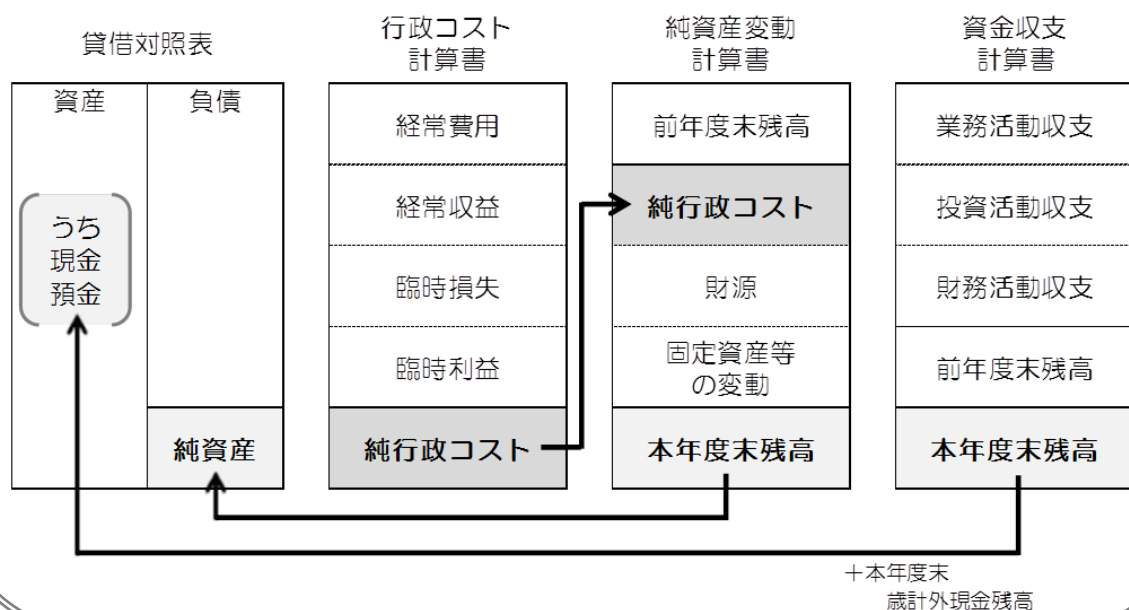 貸借対照表
資産
負債
うち
現金
預金
純資産
行政コスト
計算書
経常費用
経常収益
臨時損失
臨時利益
純行政コスト
純資産変動
計算書
前年度末残高
純行政コスト
財源
固定資産等
の変動
本年度末残高
資金収支
計算書
業務活動収支
投資活動収支
財務活動収支
前年度末残高
本年度末残高
＋本年度末
歳計外現金残高